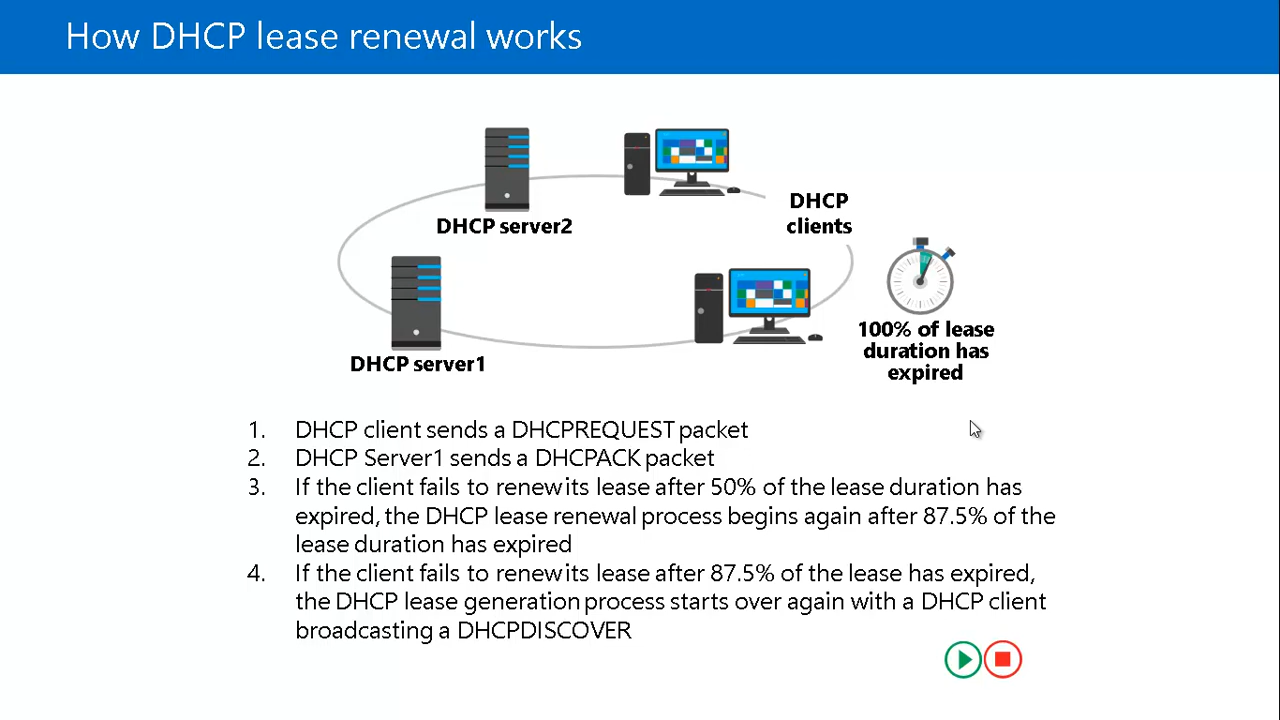 How DHCP lease renewal works
DHCP
clients
DHCP server2
100% of lease
duration has
expired
DHCP server1
1. DHCP client sends a DHCPREQUEST packet
2. DHCP Server1 sends a DHCPACK packet
3. If the client fails to renew its lease after 50% of the lease duration has
expired, the DHCP lease renewal process begins again after 87.5% of the
lease duration has expired
4. If the client fails to renew its lease after 87.5% of the lease has expired,
the DHCP lease generation process starts over again with a DHCP client
broadcasting a DHCPDISCOVER